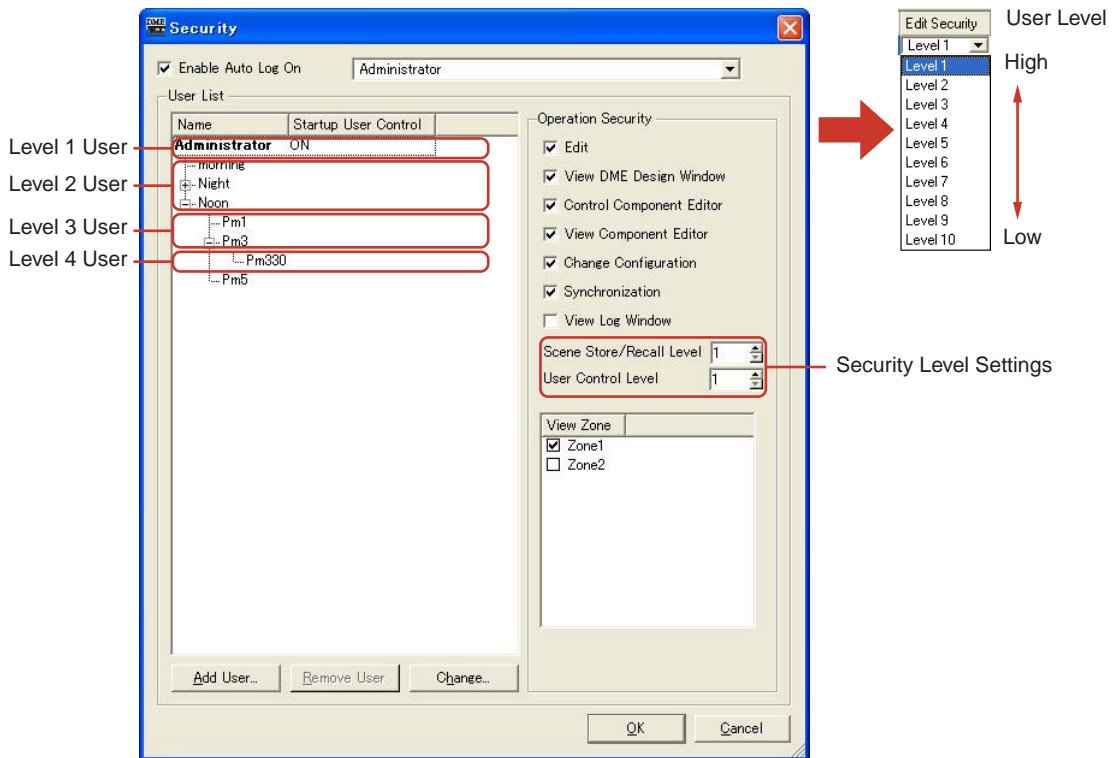 DME
Security
Enable Auto Log On
Administrator
User List
Name
Startup User Control
Administrator
ON
morning
Night
Noon
Pm1
Pm3
Pm330
Pm5
Level 1 User
Level 2 User
Level 3 User
Level 4 User
Operation Security
Edit
View DME Design Window
Control Component Editor
View Component Editor
Change Configuration
Synchronization
View Log Window
Scene Store/Recall Level 1
User Control Level 1
Security Level Settings
View Zone
Zone1
Zone2
Add User...
Remove User
Change...
OK
Cancel
Edit Security
User Level
Level 1
Level 1
Level 2
Level 3
Level 4
Level 5
Level 6
Level 7
Level 8
Level 9
Level 10
High
Low